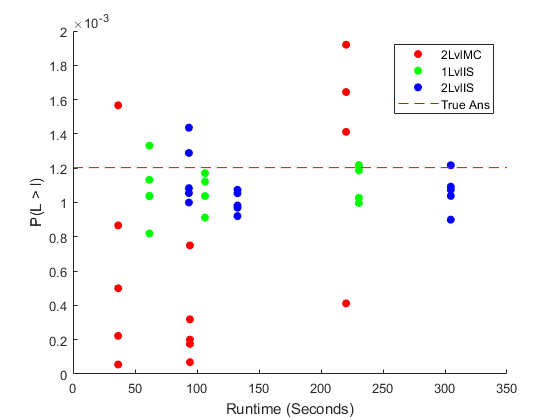 ×10⁻³
2
1.8
1.6
1.4
1.2
1
0.8
0.6
0.4
0.2
0
P(L > l)
2LvlMC
1LvlIS
2LvlIS
True Ans
0 50 100 150 200 250 300 350
Runtime (Seconds)